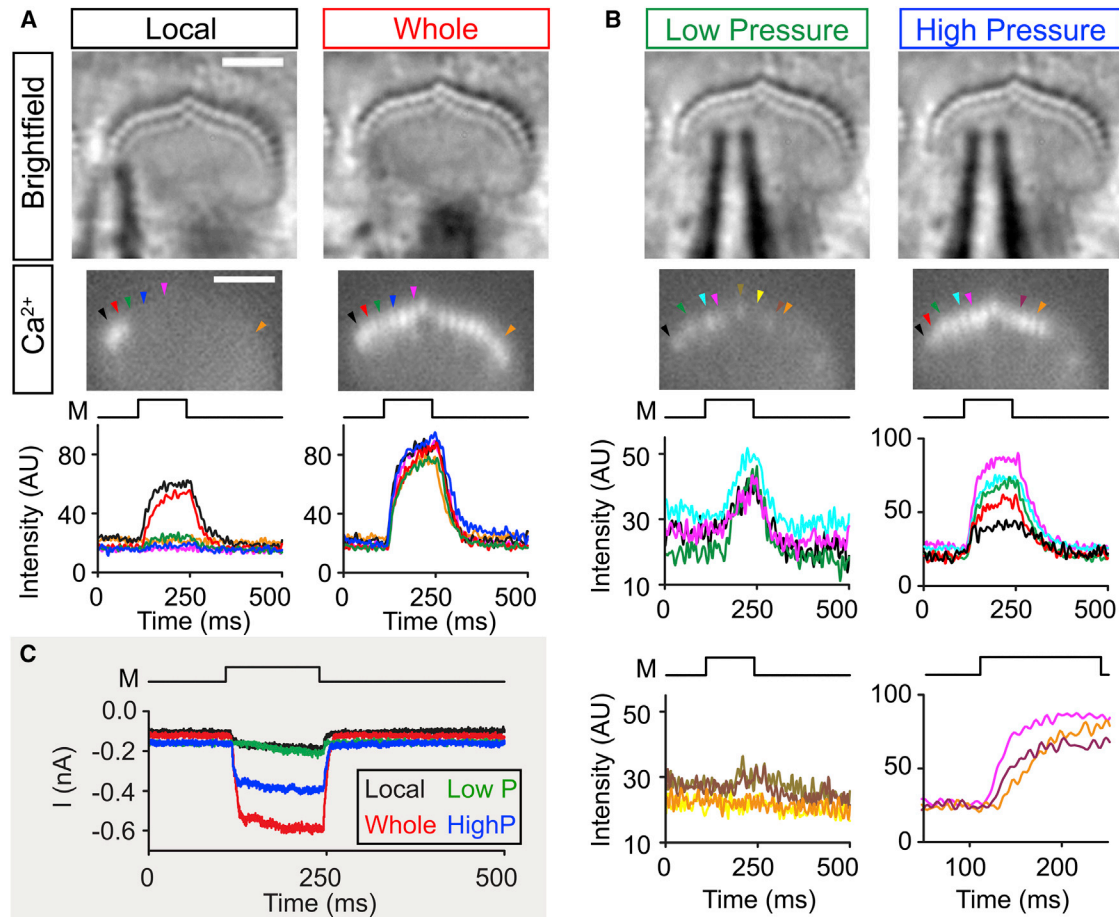 A
Local
Whole
Brightfield
Ca2+
M
Intensity (AU)
80
40
0
0 250 500
Time (ms)
80
40
0
0 250 500
Time (ms)
B
Low Pressure
High Pressure
M
Intensity (AU)
50
30
10
0 250 500
Time (ms)
100
50
0
0 250 500
Time (ms)
M
Intensity (AU)
50
30
10
0 250 500
Time (ms)
100
50
0
100 200
ms
C
M
I (nA)
0.0
-0.2
-0.4
-0.6
Local Low P
Whole HighP
0 250 500
Time (ms)